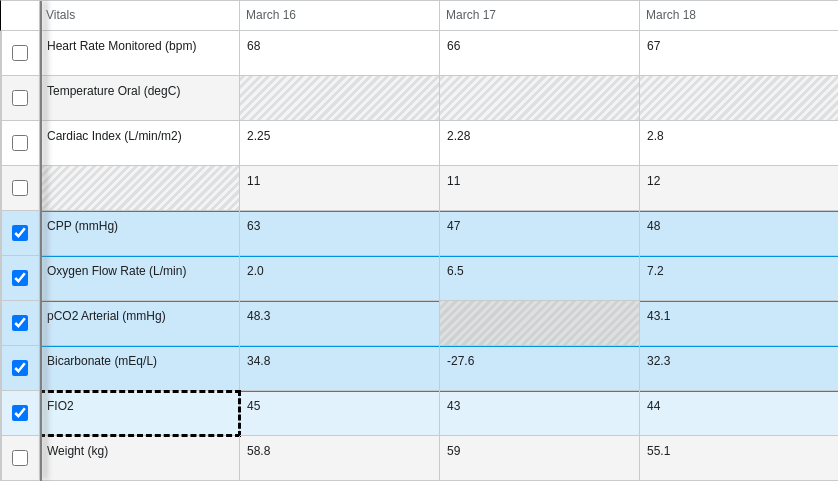 Vitals March 16 March 17 March 18
Heart Rate Monitored (bpm) 68 66 67
Temperature Oral (degC)
Cardiac Index (L/min/m2) 2.25 2.28 2.8
11 11 12
CPP (mmHg) 63 47 48
Oxygen Flow Rate (L/min) 2.0 6.5 7.2
pCO2 Arterial (mmHg) 48.3 43.1
Bicarbonate (mEq/L) 34.8 -27.6 32.3
FIO2 45 43 44
Weight (kg) 58.8 59 55.1